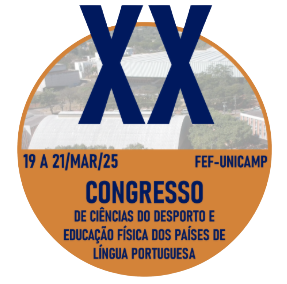 XX
19 A 21/MAR/25 FEF-UNICAMP
CONGRESSO
DE CIÊNCIAS DO DESPORTO E
EDUCAÇÃO FÍSICA DOS PAÍSES DE
LÍNGUA PORTUGUESA